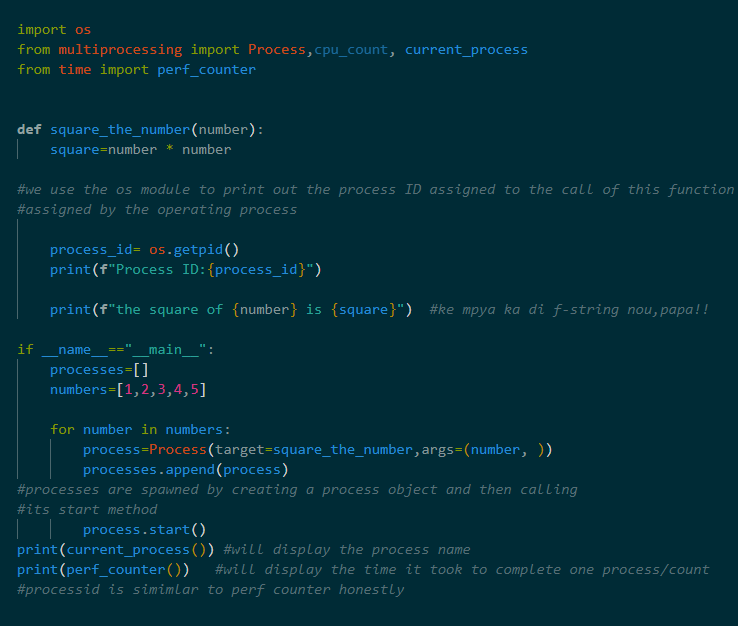 import os
from multiprocessing import Process,cpu_count, current_process
from time import perf_counter
def square_the_number(number):
square=number * number
#we use the os module to print out the process ID assigned to the call of this function
#assigned by the operating process
process_id= os.getpid()
print(f"Process ID:{process_id}")
print(f"the square of {number} is {square}")  #ke mpya ka di f-string nou,papa!!
if __name__=="__main__":
processes=[]
numbers=[1,2,3,4,5]
for number in numbers:
process=Process(target=square_the_number,args=(number, ))
processes.append(process)
#processes are spawned by creating a process object and then calling
#its start method
process.start()
print(current_process()) #will display the process name
print(perf_counter())   #will display the time it took to complete one process/count
#processid is simimlar to perf counter honestly